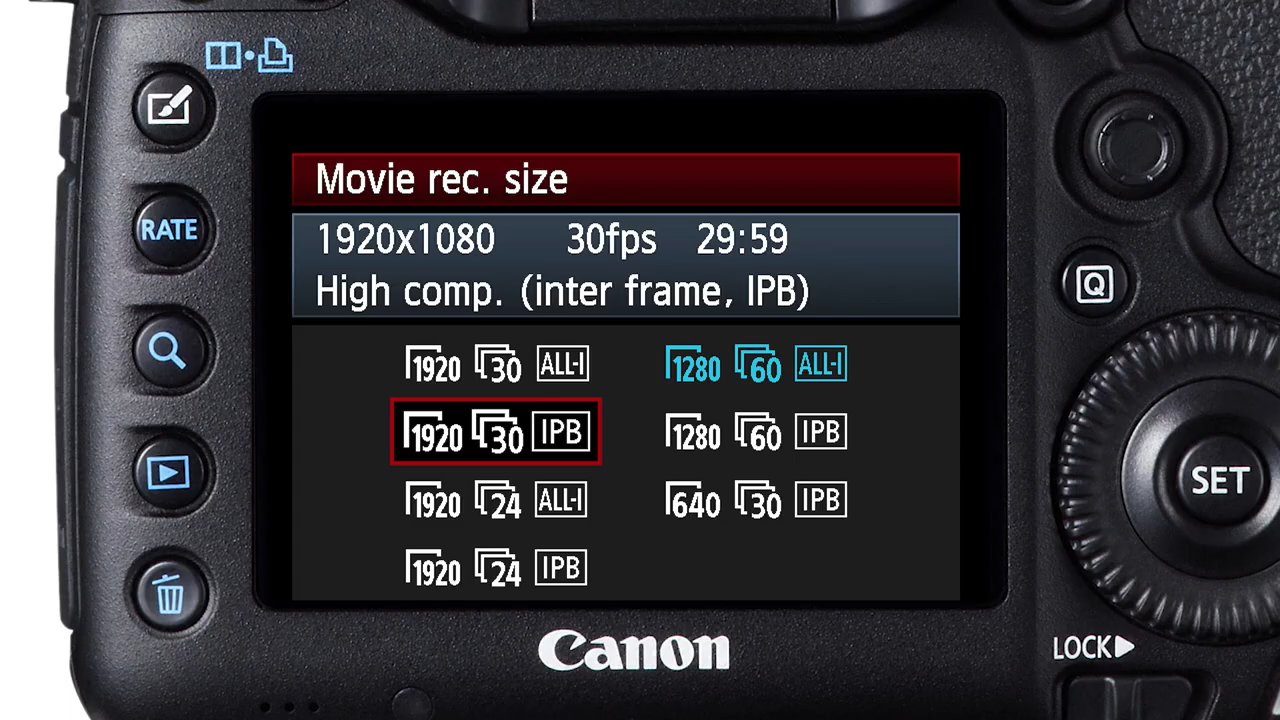 RATE
Movie rec. size
1920x1080 30fps 29:59
High comp. (inter frame, IPB)
1920 30 ALL-I 1280 60 ALL-I
1920 30 IPB 1280 60 IPB
1920 24 ALL-I 640 30 IPB
1920 24 IPB
Q
SET
LOCK▶
Canon